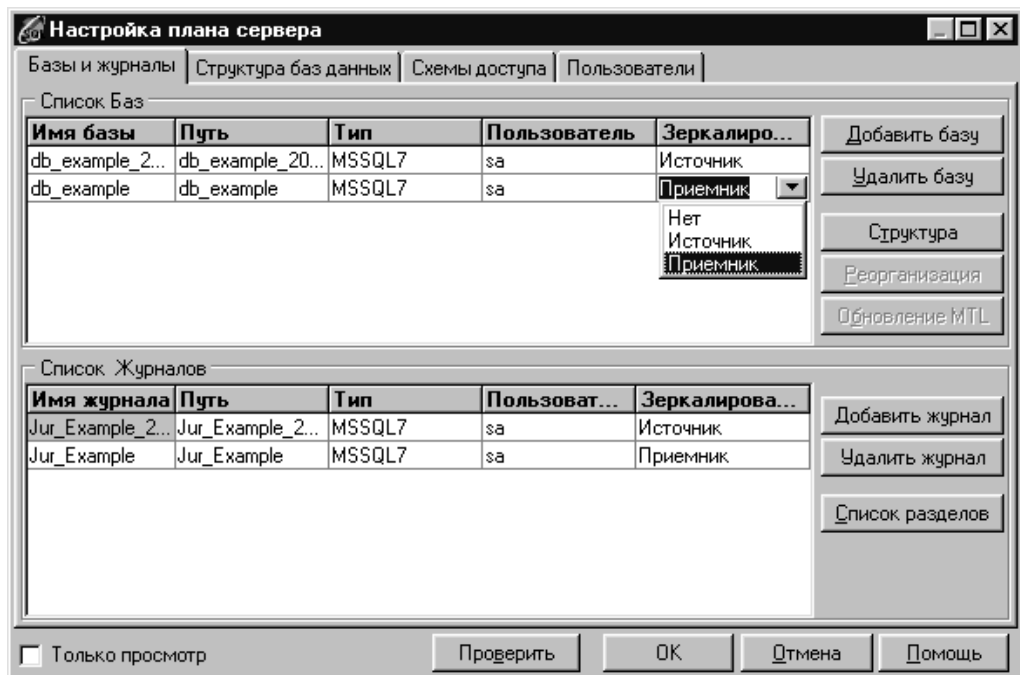 Настройка плана сервера
Базы и журналы Структура баз данных Схемы доступа Пользователи
Список Баз
Имя базы Путь Тип Пользователь Зеркалиро...
db_example_2... db_example_20... MSSQL7 sa Источник
db_example db_example MSSQL7 sa Приемник
Нет
Источник
Приемник
Добавить базу
Удалить базу
Структура
Реорганизация
Обновление MTL
Список Журналов
Имя журнала Путь Тип Пользоват... Зеркалирова...
Jur_Example_2... Jur_Example_2... MSSQL7 sa Источник
Jur_Example Jur_Example MSSQL7 sa Приемник
Добавить журнал
Удалить журнал
Список разделов
Только просмотр Проверить OK Отмена Помощь